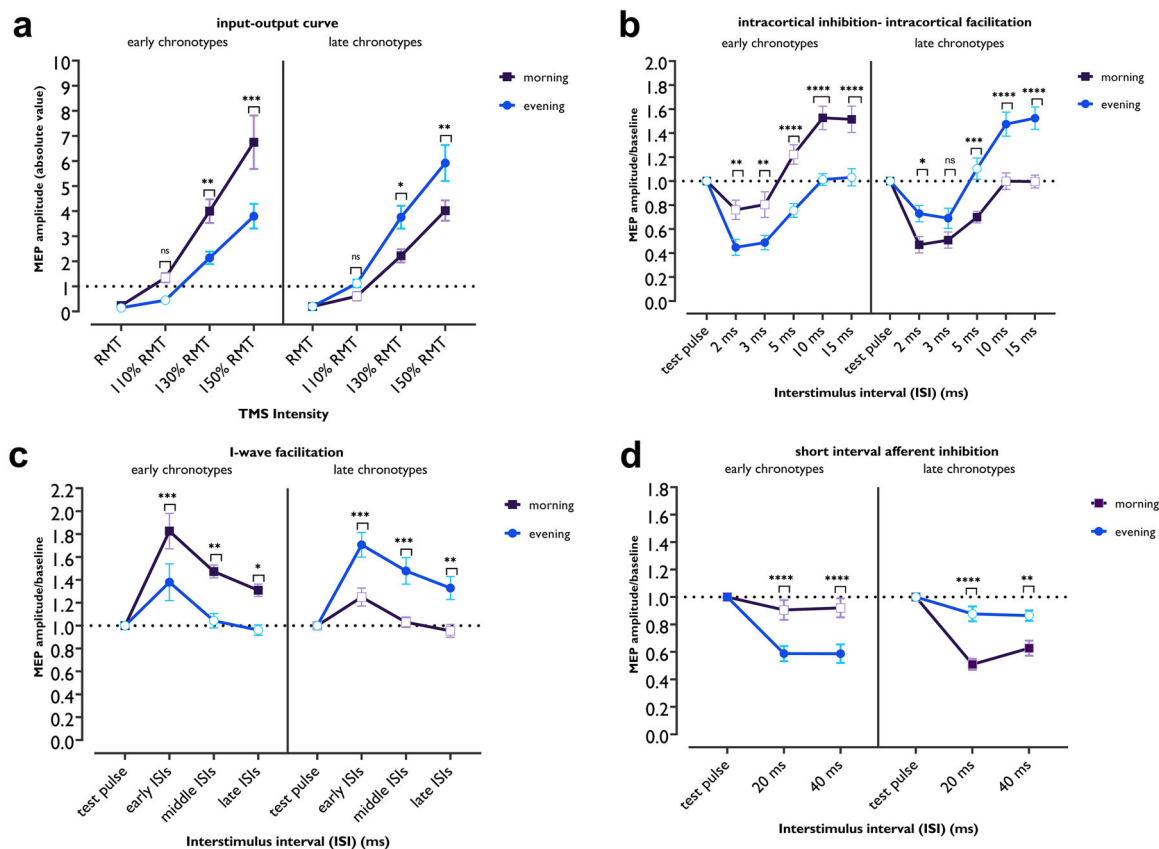 a
input-output curve
early chronotypes
late chronotypes
MEP amplitude (absolute value)
10
9
8
7
6
5
4
3
2
1
0
ns
**
***
ns
*
**
morning
evening
RMT
110% RMT
130% RMT
150% RMT
RMT
110% RMT
130% RMT
150% RMT
TMS Intensity
b
intracortical inhibition- intracortical facilitation
early chronotypes
late chronotypes
MEP amplitude/baseline
2.0
1.8
1.6
1.4
1.2
1.0
0.8
0.6
0.4
0.2
0.0
**
**
****
****
****
*
ns
***
****
****
morning
evening
test pulse
2 ms
3 ms
5 ms
10 ms
15 ms
test pulse
2 ms
3 ms
5 ms
10 ms
15 ms
Interstimulus interval (ISI) (ms)
c
I-wave facilitation
early chronotypes
late chronotypes
MEP amplitude/baseline
2.2
2.0
1.8
1.6
1.4
1.2
1.0
0.8
0.6
0.4
0.2
0.0
***
**
*
***
***
**
morning
evening
test pulse
early ISIs
middle ISIs
late ISIs
test pulse
early ISIs
middle ISIs
late ISIs
Interstimulus interval (ISI) (ms)
d
short interval afferent inhibition
early chronotypes
late chronotypes
MEP amplitude/baseline
1.8
1.6
1.4
1.2
1.0
0.8
0.6
0.4
0.2
0.0
****
****
****
**
morning
evening
test pulse
20 ms
40 ms
test pulse
20 ms
40 ms
Interstimulus interval (ISI) (ms)